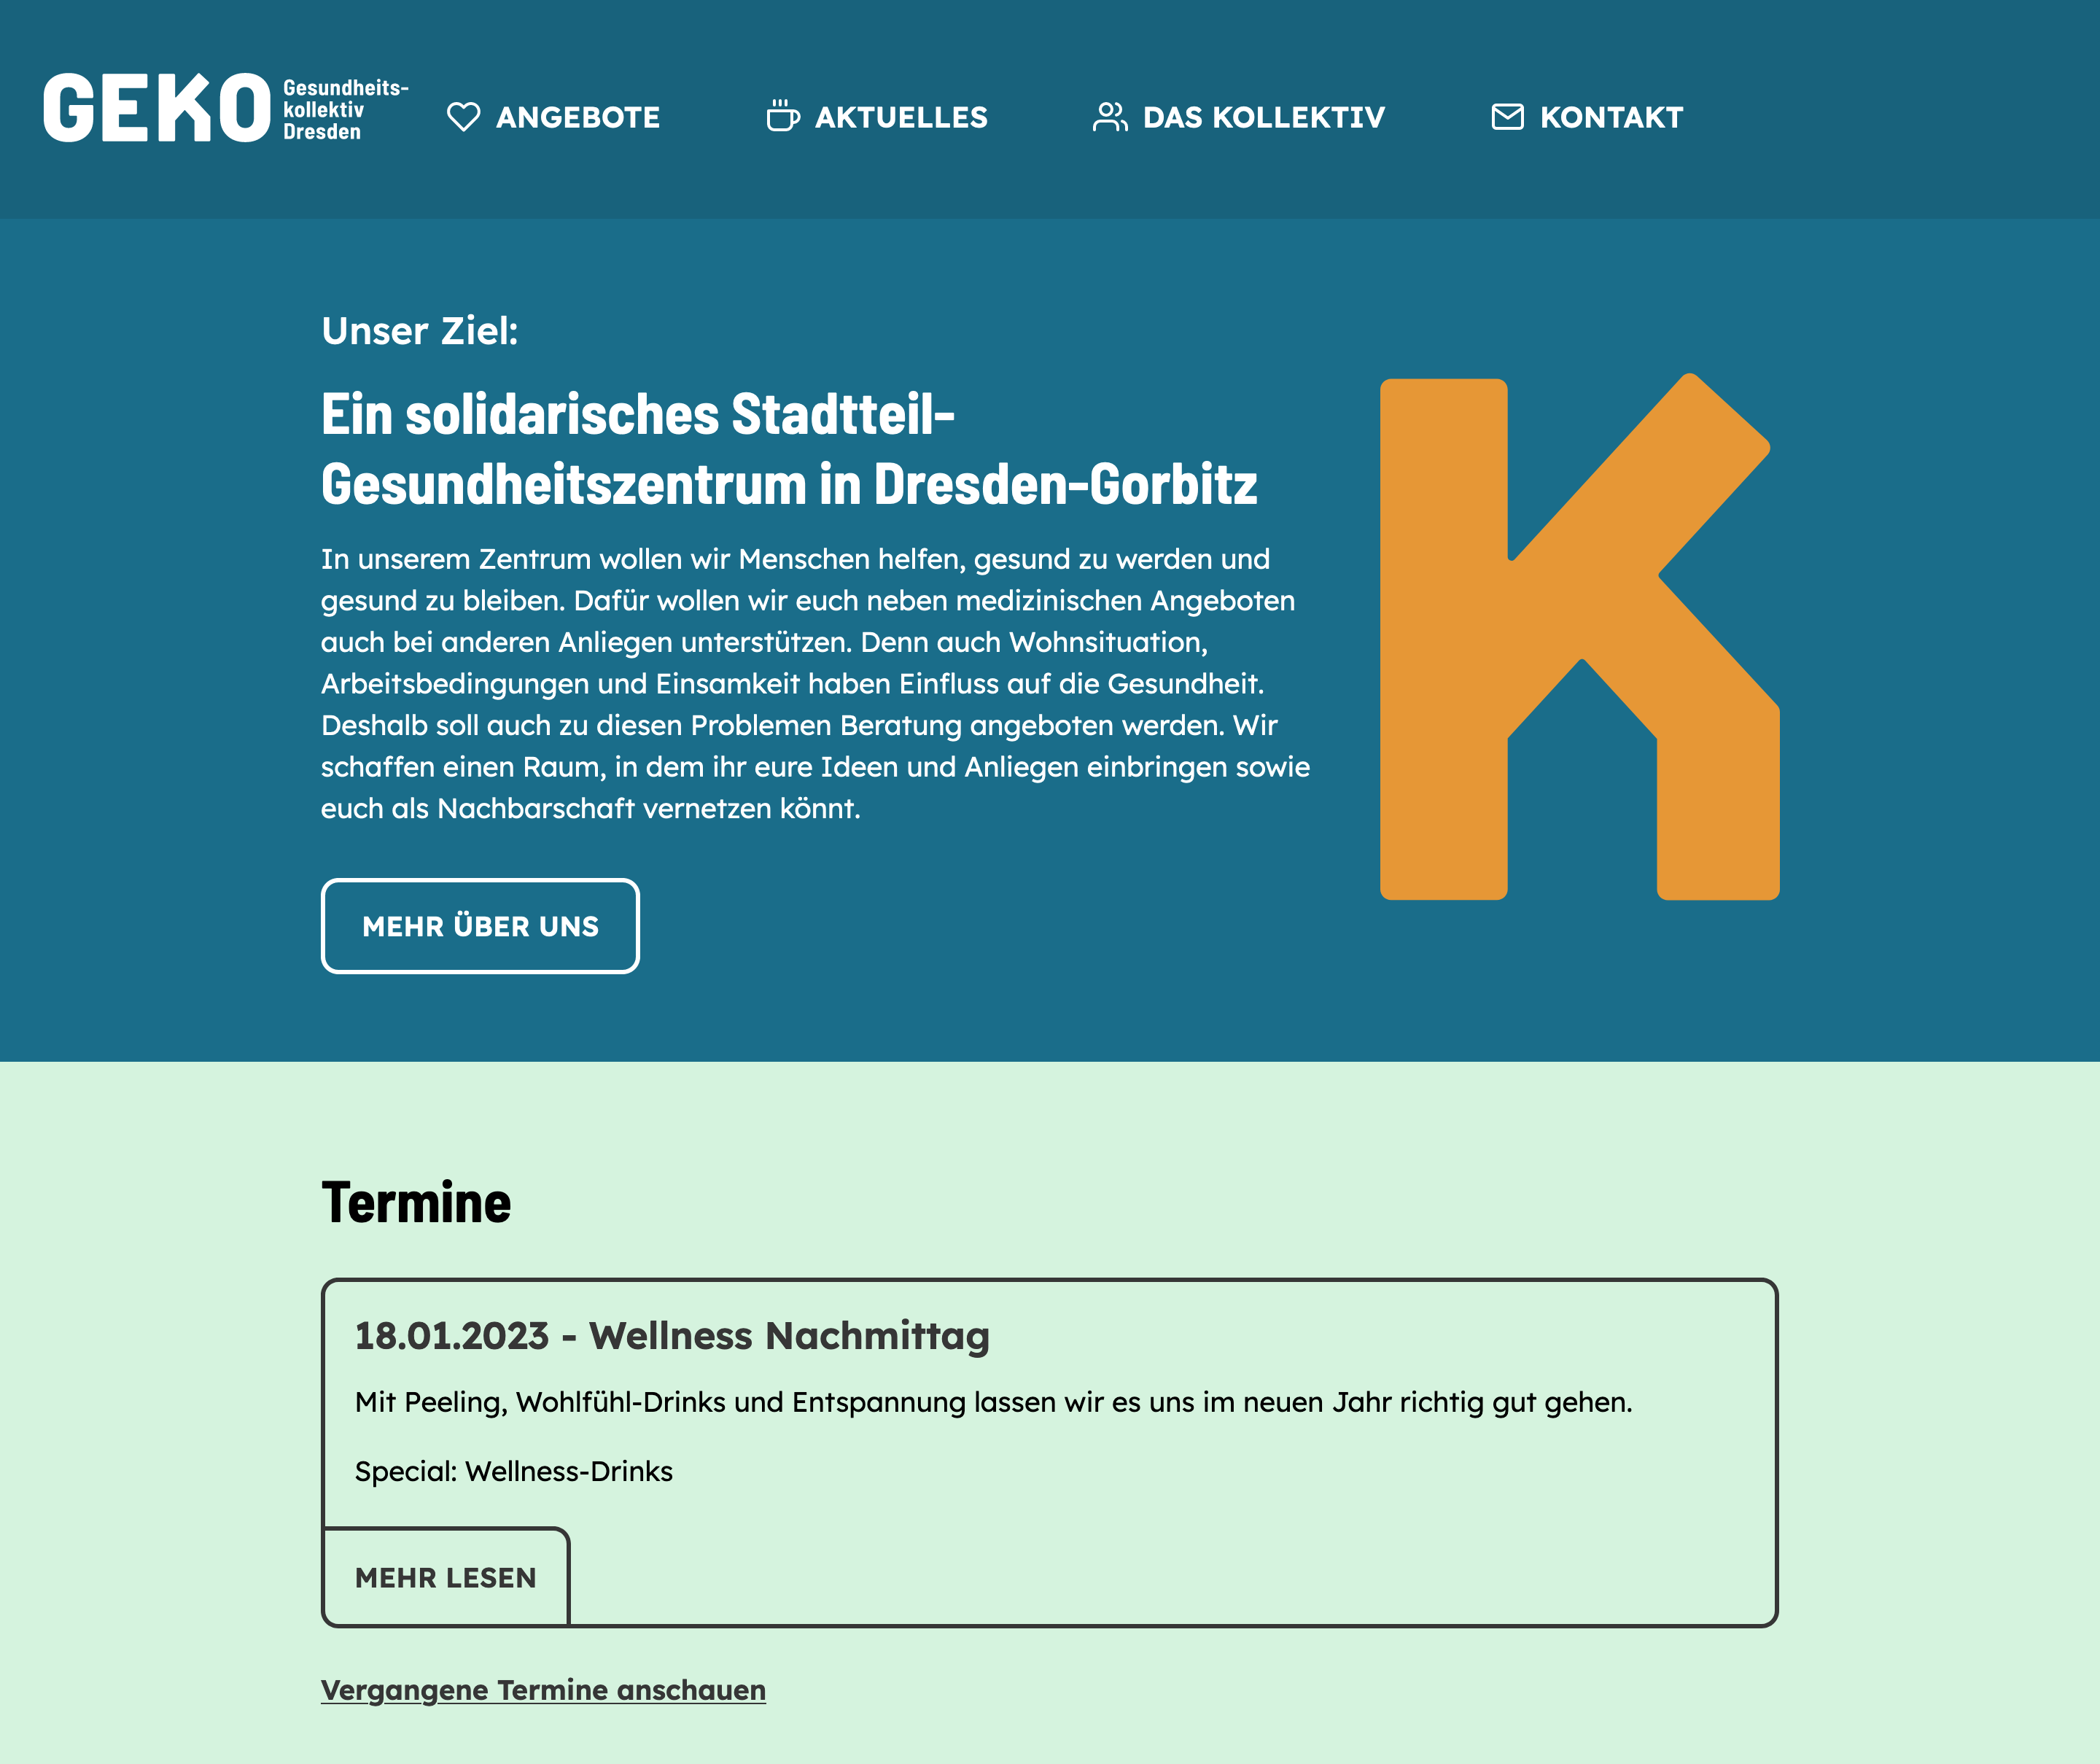 GEKO
Gesundheits-
kollektiv
Dresden
ANGEBOTE
AKTUELLES
DAS KOLLEKTIV
KONTAKT
Unser Ziel:
Ein solidarisches Stadtteil-
Gesundheitszentrum in Dresden-Gorbitz
In unserem Zentrum wollen wir Menschen helfen, gesund zu werden und
gesund zu bleiben. Dafür wollen wir euch neben medizinischen Angeboten
auch bei anderen Anliegen unterstützen. Denn auch Wohnsituation,
Arbeitsbedingungen und Einsamkeit haben Einfluss auf die Gesundheit.
Deshalb soll auch zu diesen Problemen Beratung angeboten werden. Wir
schaffen einen Raum, in dem ihr eure Ideen und Anliegen einbringen sowie
euch als Nachbarschaft vernetzen könnt.
K
MEHR ÜBER UNS
Termine
18.01.2023 - Wellness Nachmittag
Mit Peeling, Wohlfühl-Drinks und Entspannung lassen wir es uns im neuen Jahr richtig gut gehen.
Special: Wellness-Drinks
MEHR LESEN
Vergangene Termine anschauen